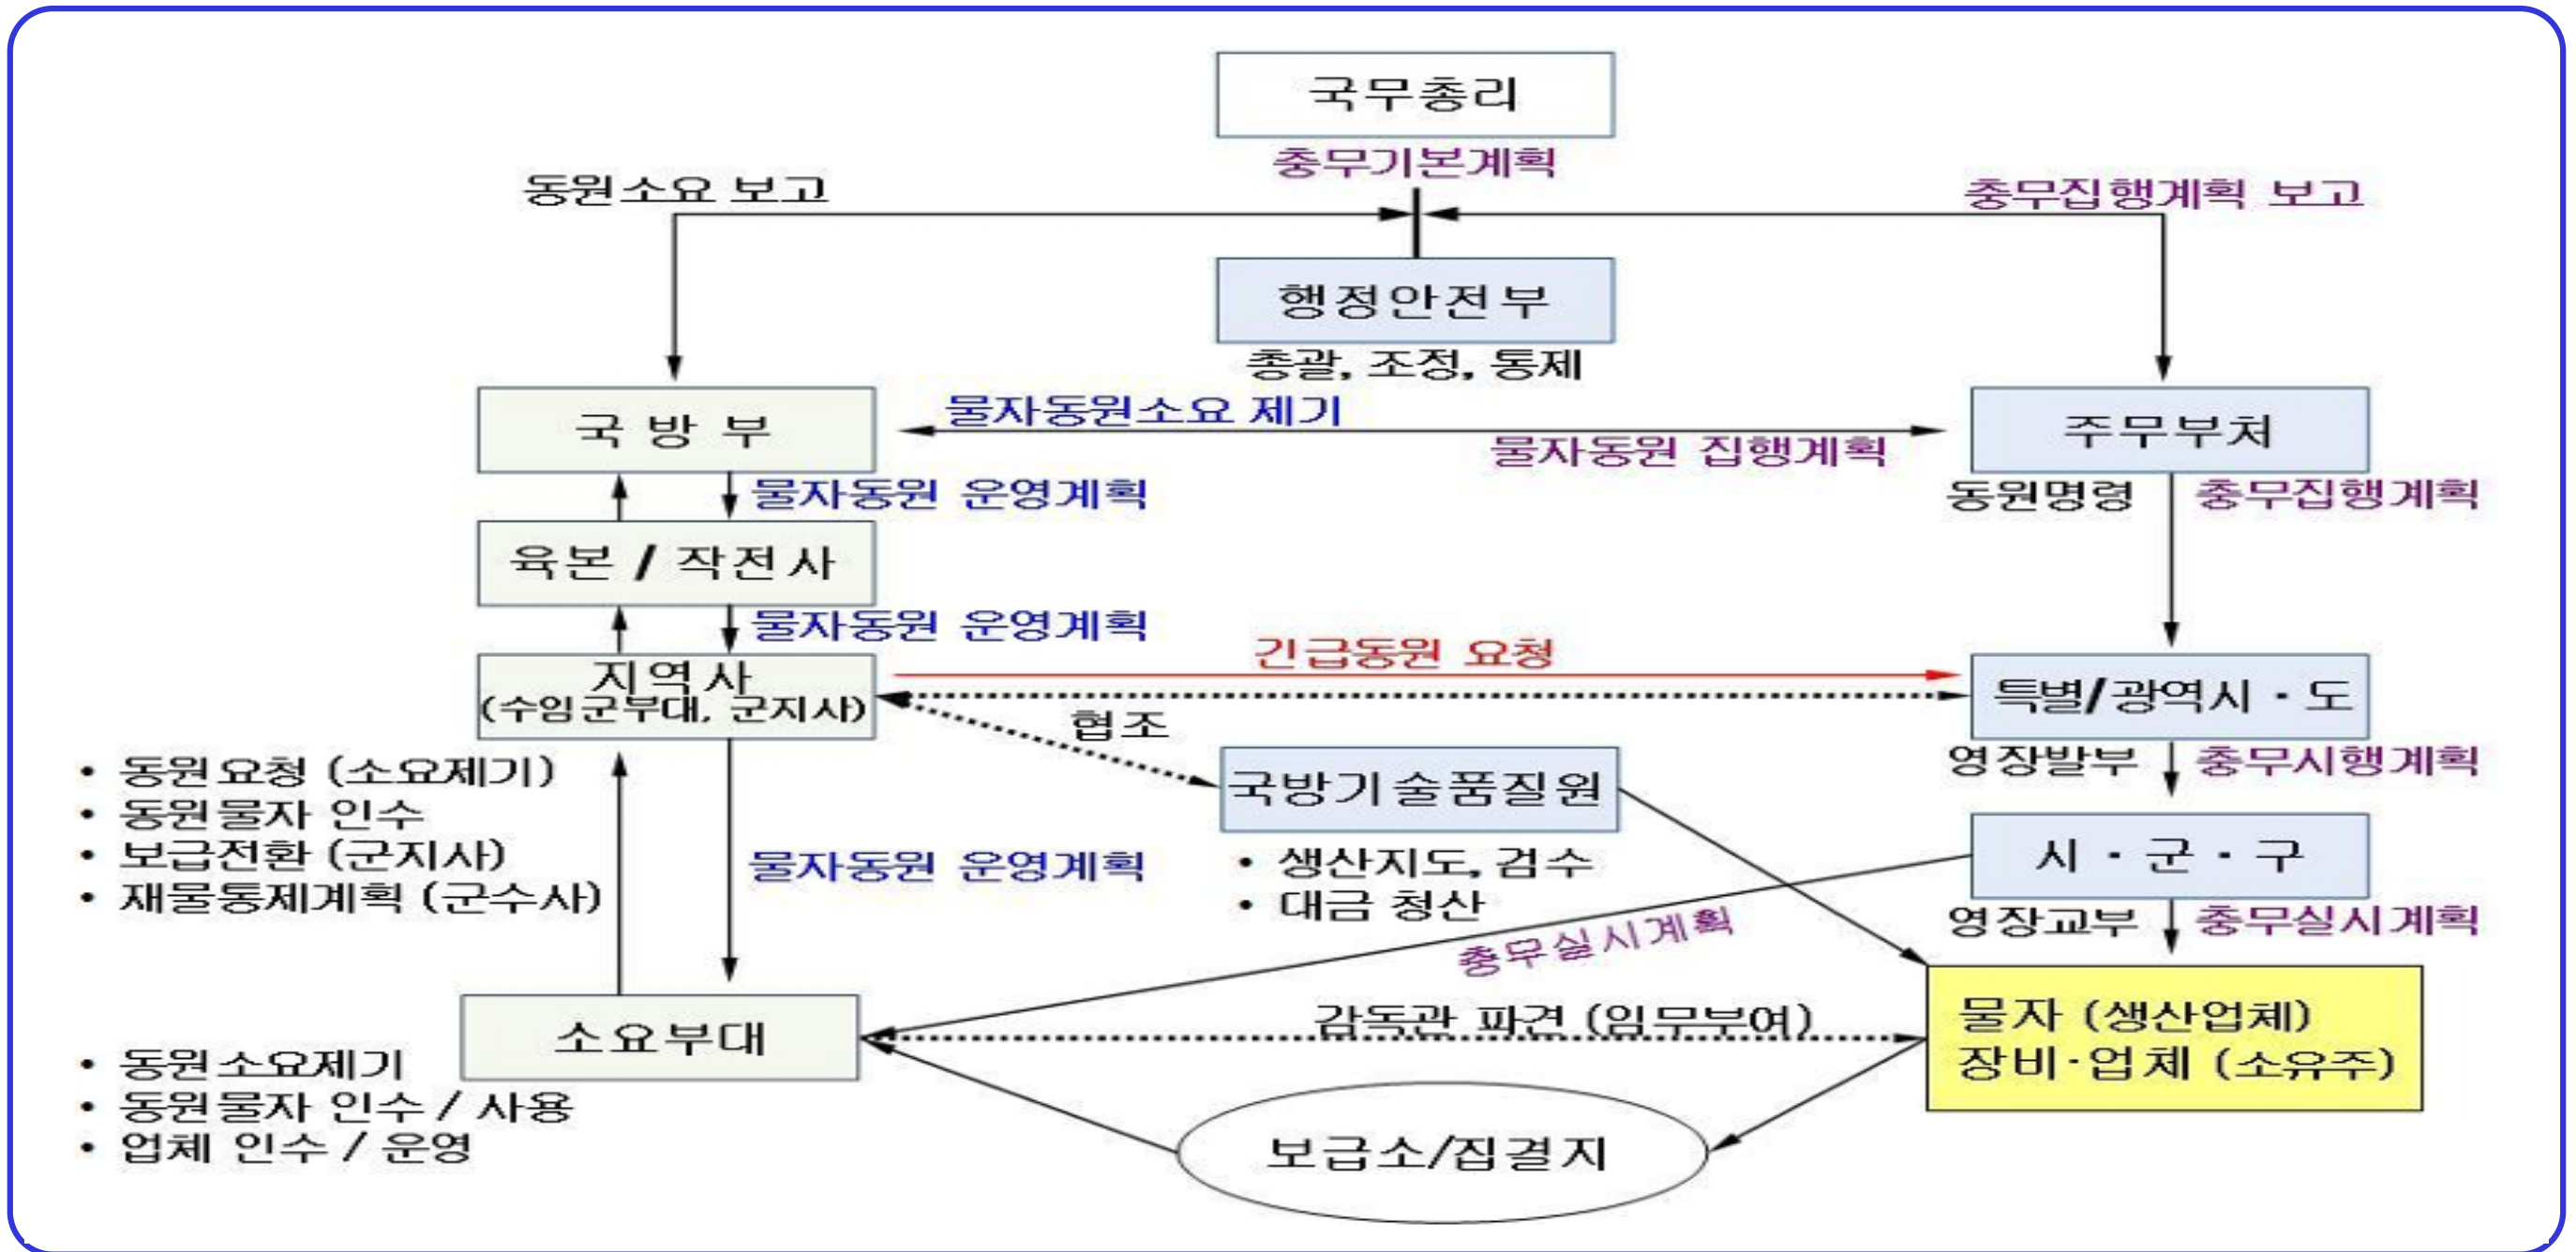 국무총리
충무기본계획
동원소요 보고
충무집행계획 보고
행정안전부
총괄, 조정, 통제
국 방 부
물자동원소요 제기
물자동원 집행계획
주무부처
물자동원 운영계획
동원명령
충무집행계획
육본 / 작전사
물자동원 운영계획
긴급동원 요청
지역사
(수임군부대, 군지사)
특별/광역시 · 도
협조
영장발부
충무시행계획
• 동원요청 (소요제기)
• 동원물자 인수
• 보급전환 (군지사)
• 재물통제계획 (군수사)
물자동원 운영계획
국방기술품질원
• 생산지도, 검수
• 대금 청산
시 · 군 · 구
영장교부
충무실시계획
충무실시계획
소요부대
감독관 파견 (임무부여)
물자 (생산업체)
장비·업체 (소유주)
• 동원소요제기
• 동원물자 인수 / 사용
• 업체 인수 / 운영
보급소/집결지